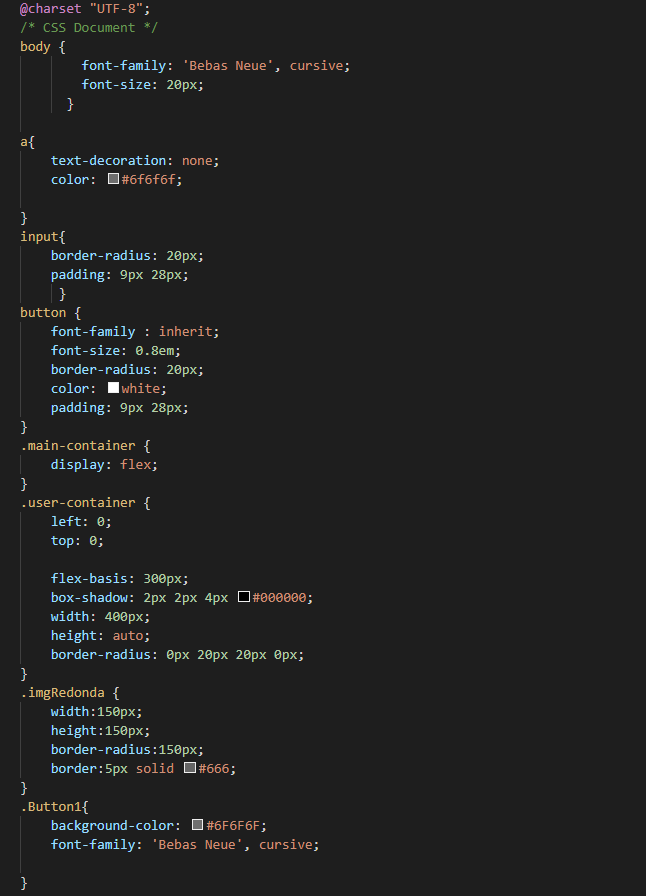 @charset "UTF-8";
/* CSS Document */
body {
font-family: 'Bebas Neue', cursive;
font-size: 20px;
}
a{
text-decoration: none;
color: #6f6f6f;
}
input{
border-radius: 20px;
padding: 9px 28px;
}
button {
font-family : inherit;
font-size: 0.8em;
border-radius: 20px;
color: white;
padding: 9px 28px;
}
.main-container {
display: flex;
}
.user-container {
left: 0;
top: 0;
flex-basis: 300px;
box-shadow: 2px 2px 4px #000000;
width: 400px;
height: auto;
border-radius: 0px 20px 20px 0px;
}
.imgRedonda {
width:150px;
height:150px;
border-radius:150px;
border:5px solid #666;
}
.Button1{
background-color: #6F6F6F;
font-family: 'Bebas Neue', cursive;
}